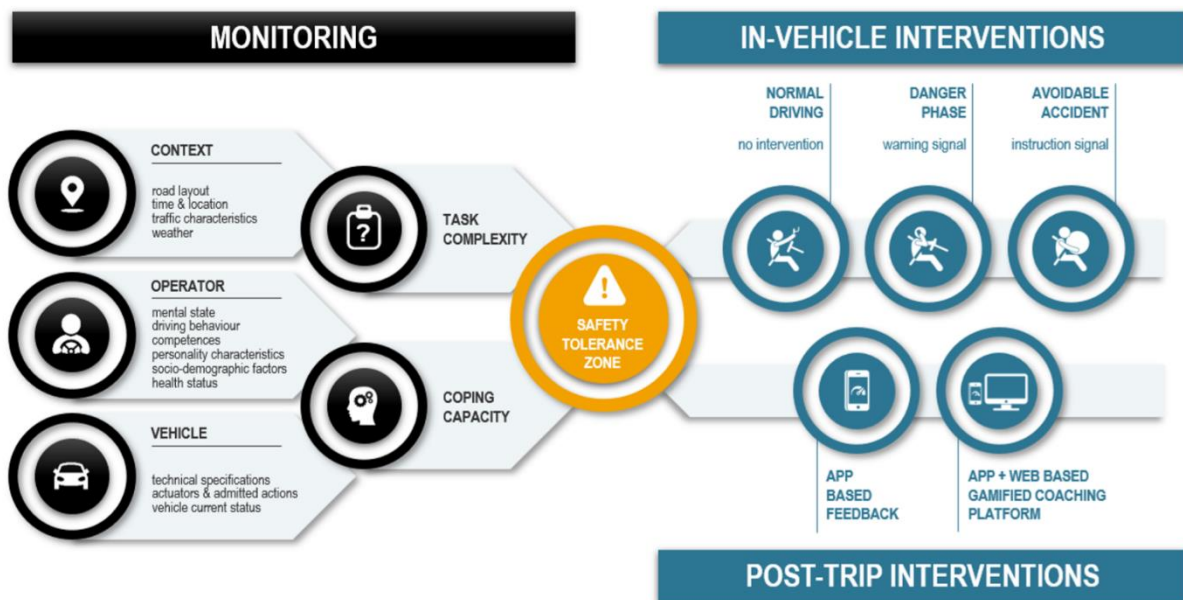 MONITORING
CONTEXT
road layout
time & location
traffic characteristics
weather
OPERATOR
mental state
driving behaviour
competences
personality characteristics
socio-demographic factors
health status
VEHICLE
technical specifications
actuators & admitted actions
vehicle current status
?
TASK
COMPLEXITY
COPING
CAPACITY
!
SAFETY
TOLERANCE
ZONE
IN-VEHICLE INTERVENTIONS
NORMAL
DRIVING
no intervention
DANGER
PHASE
warning signal
AVOIDABLE
ACCIDENT
instruction signal
APP
BASED
FEEDBACK
APP + WEB BASED
GAMIFIED COACHING
PLATFORM
POST-TRIP INTERVENTIONS